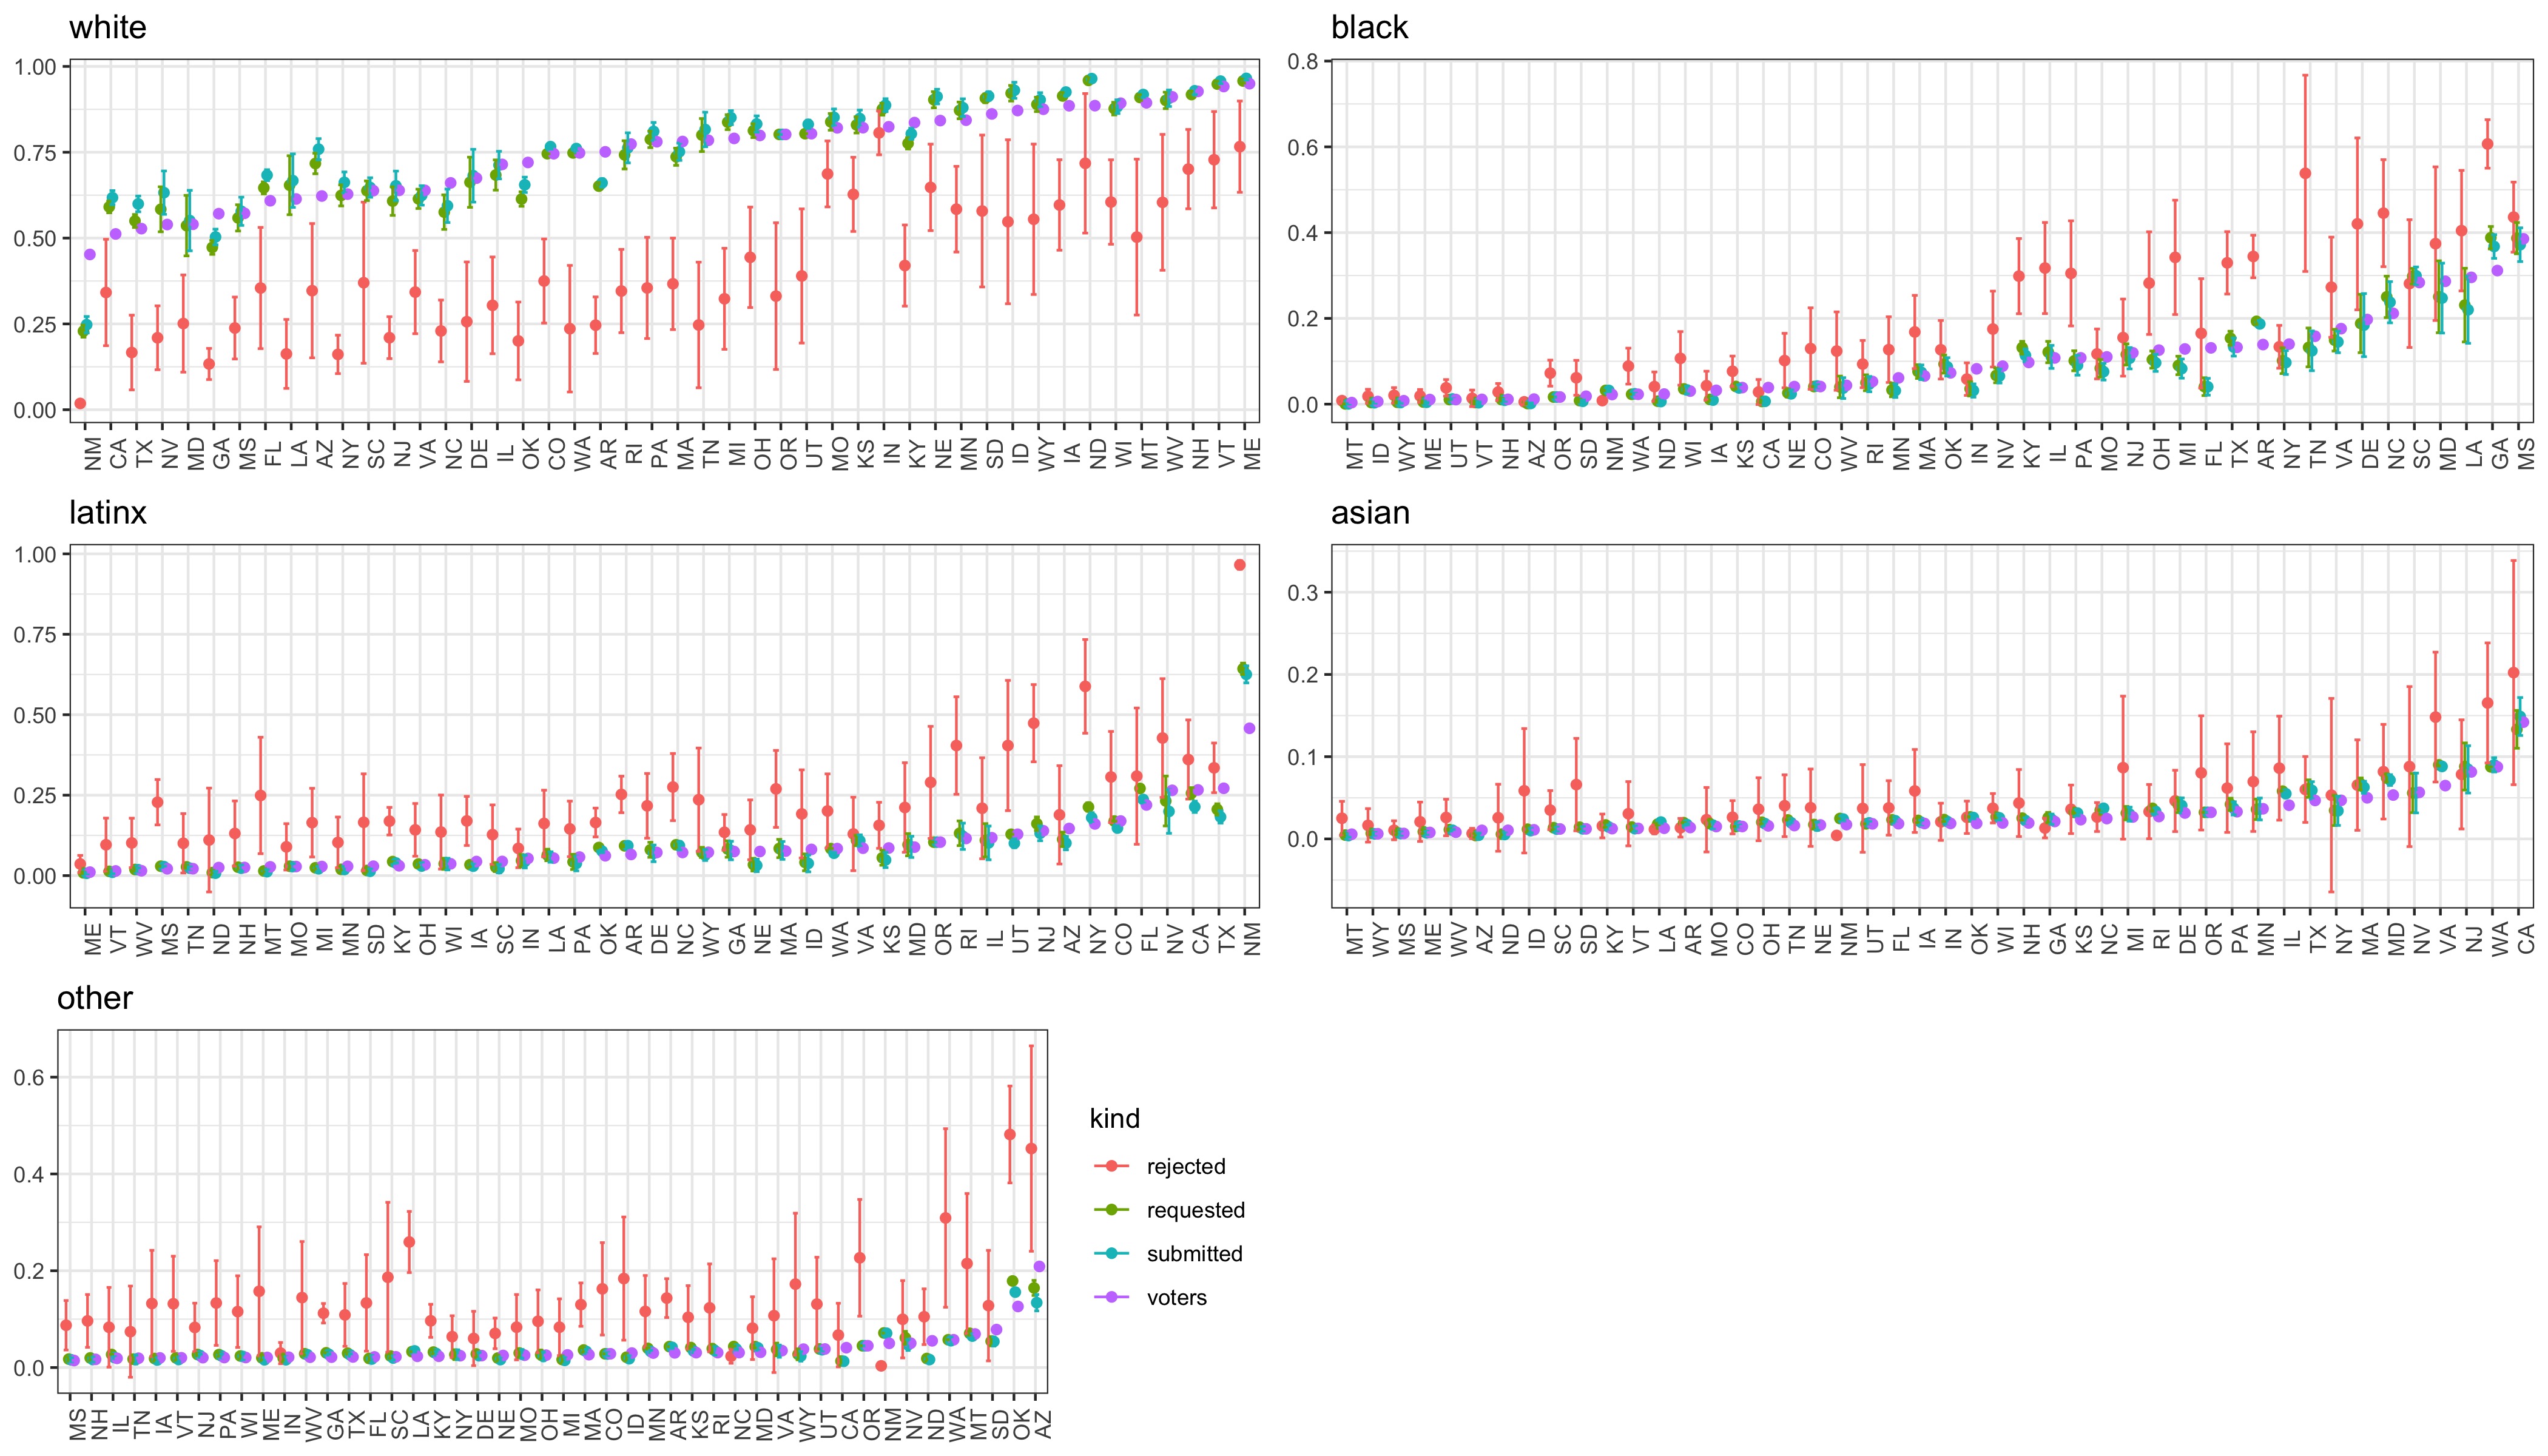 white
1.00
0.75
0.50
0.25
0.00
NM CA TX NV MD GA MS FL LA AZ NY SC NJ VA NC DE IL OK CO WA AR RI PA MA TN MI OH OR UT MO KS IN KY NE MN SD ID WY IA ND WI MT WV NH VT ME
black
0.8
0.6
0.4
0.2
0.0
MT ID WY ME UT VT NH AZ OR SD NM WA ND WI IA KS CA NE CO WV RI MN MA OK IN NV KY IL PA MO NJ OH MI FL TX AR NY TN VA DE NC SC MD LA GA MS
latinx
1.00
0.75
0.50
0.25
0.00
ME VT WV MS TN ND NH MT MO MI MN SD KY OH WI IA SC IN LA PA OK AR DE NC WY GA NE MA ID WA VA KS MD OR RI IL UT NJ AZ NY CO FL NV CA TX NM
asian
0.3
0.2
0.1
0.0
MT WY MS ME WV AZ ND ID SC SD KY VT LA AR MO CO OH TN NE NM UT FL IA IN OK WI NH GA KS NC MI RI DE OR PA MN IL TX NY MA MD NV VA NJ WA CA
other
0.6
0.4
0.2
0.0
MS NH IL TN IA VT NJ PA WI ME IN WV GA TX FL SC LA KY NY DE NE MO OH MI MA CO ID MN AR KS RI NC MD VA WY UT CA OR NM NV ND WA MT SD OK AZ
kind
rejected
requested
submitted
voters